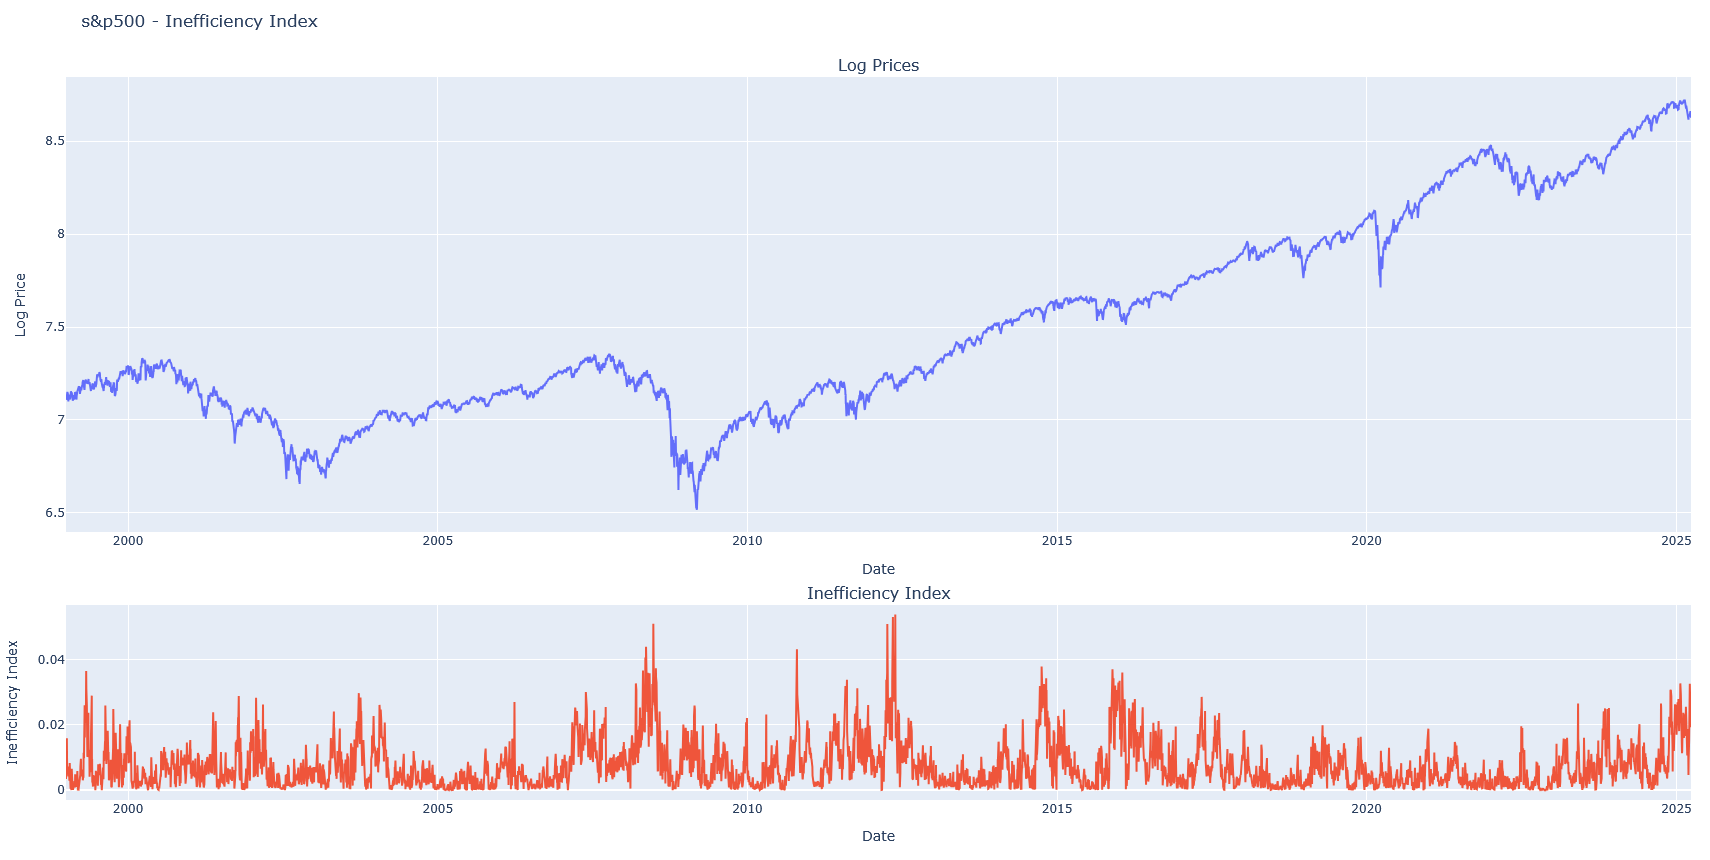 s&p500 - Inefficiency Index
Log Prices
Log Price
8.5
8
7.5
7
6.5
2000 2005 2010 2015 2020 2025
Date
Inefficiency Index
Inefficiency Index
0.04
0.02
0
2000 2005 2010 2015 2020 2025
Date